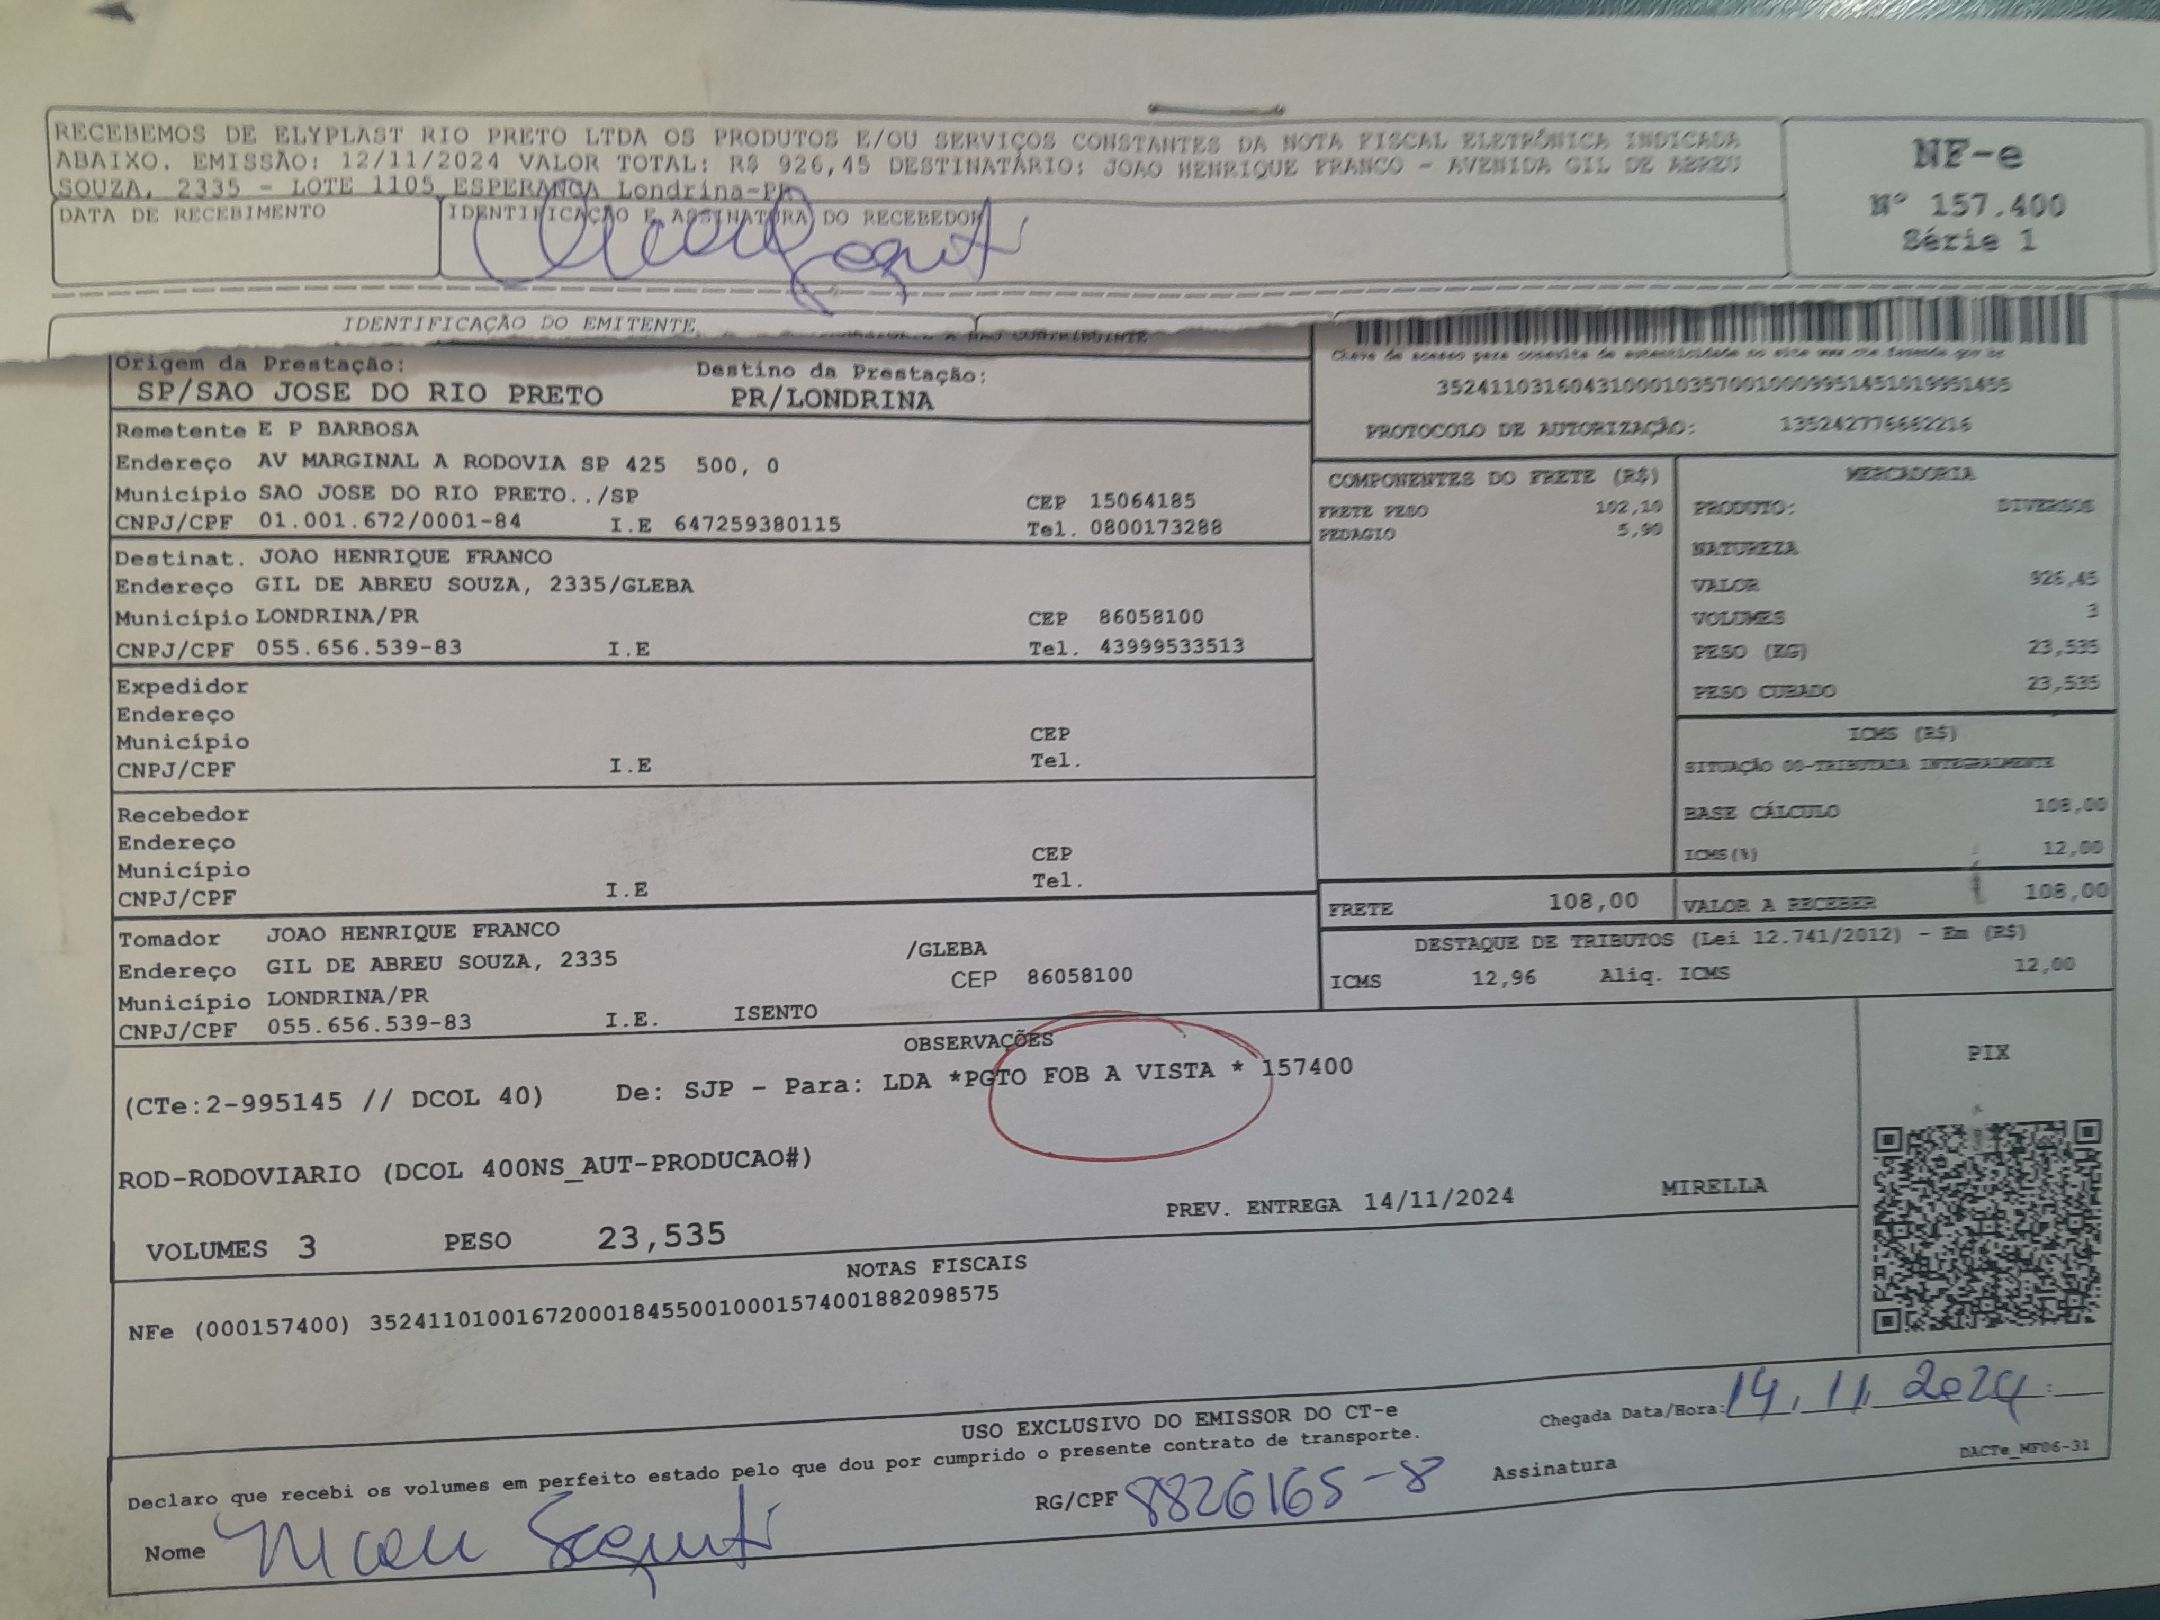 RECEBEMOS DE ELYPLAST RIO PRETO LTDA OS PRODUTOS E/OU SERVIÇOS CONSTANTES DA NOTA FISCAL ELETRÔNICA INDICADA
ABAIXO. EMISSÃO: 12/11/2024 VALOR TOTAL: R$ 926,45 DESTINATÁRIO: JOAO HENRIQUE FRANCO - AVENIDA GIL DE ABREU
SOUZA, 2335 - LOTE 1105 ESPERANCA Londrina-PR
NF-e
Nº 157.400
Série 1
DATA DE RECEBIMENTO
IDENTIFICAÇÃO E ASSINATURA DO RECEBEDOR
IDENTIFICAÇÃO DO EMITENTE
Origem da Prestação:
SP/SAO JOSE DO RIO PRETO
Destino da Prestação:
PR/LONDRINA
Remetente E P BARBOSA
Endereço AV MARGINAL A RODOVIA SP 425 500, 0
Município SAO JOSE DO RIO PRETO../SP CEP 15064185
CNPJ/CPF 01.001.672/0001-84 I.E 647259380115 Tel. 0800173288
Destinat. JOAO HENRIQUE FRANCO
Endereço GIL DE ABREU SOUZA, 2335/GLEBA
Município LONDRINA/PR CEP 86058100
CNPJ/CPF 055.656.539-83 I.E Tel. 43999533513
Expedidor
Endereço
Município CEP
CNPJ/CPF I.E Tel.
Recebedor
Endereço
Município CEP
CNPJ/CPF I.E Tel.
Tomador JOAO HENRIQUE FRANCO
Endereço GIL DE ABREU SOUZA, 2335 /GLEBA
Município LONDRINA/PR CEP 86058100
CNPJ/CPF 055.656.539-83 I.E. ISENTO
35241103160431000103570010009951451019951455
PROTOCOLO DE AUTORIZAÇÃO: 135242776662216
COMPONENTES DO FRETE (R$)
FRETE PESO 102,10
PEDAGIO 5,90
MERCADORIA
PRODUTO: DIVERSOS
NATUREZA
VALOR 926,45
VOLUMES 3
PESO (KG) 23,535
PESO CUBADO 23,535
ICMS (R$)
SITUAÇÃO 00-TRIBUTADA INTEGRALMENTE
BASE CÁLCULO 108,00
ICMS(%) 12,00
FRETE 108,00 VALOR A RECEBER 108,00
DESTAQUE DE TRIBUTOS (Lei 12.741/2012) - Em (R$)
ICMS 12,96 Aliq. ICMS 12,00
OBSERVAÇÕES
(CTe:2-995145 // DCOL 40) De: SJP - Para: LDA *PGTO FOB A VISTA * 157400
ROD-RODOVIARIO (DCOL 400NS_AUT-PRODUCAO#)
PREV. ENTREGA 14/11/2024 MIRELLA
VOLUMES 3 PESO 23,535
PIX
NOTAS FISCAIS
NFe (000157400) 35241101001672000184550010001574001882098575
USO EXCLUSIVO DO EMISSOR DO CT-e
Chegada Data/Hora: 14.11.2024 :
Declaro que recebi os volumes em perfeito estado pelo que dou por cumprido o presente contrato de transporte.
DACTe_MF06-31
Nome
RG/CPF 8826165-8
Assinatura